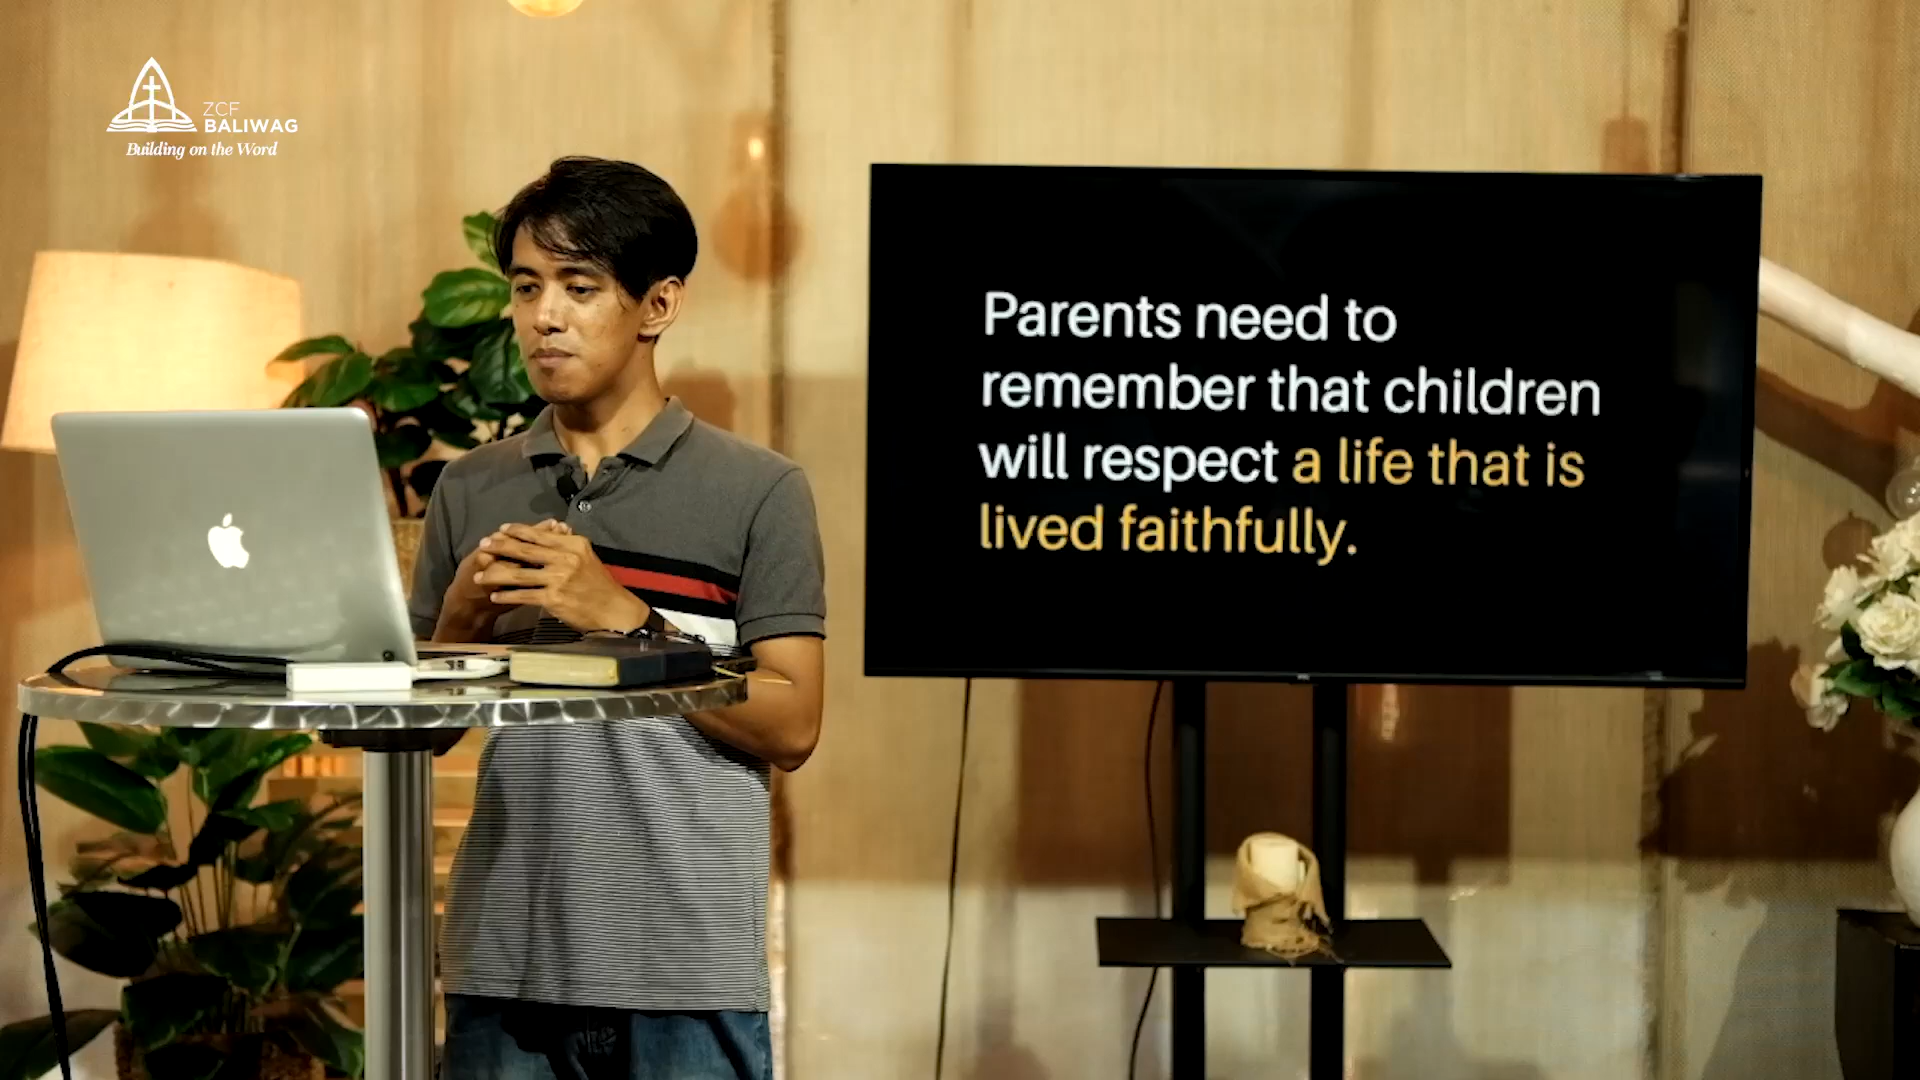 ZCF
BALIWAG
Building on the Word
Parents need to
remember that children
will respect a life that is
lived faithfully.